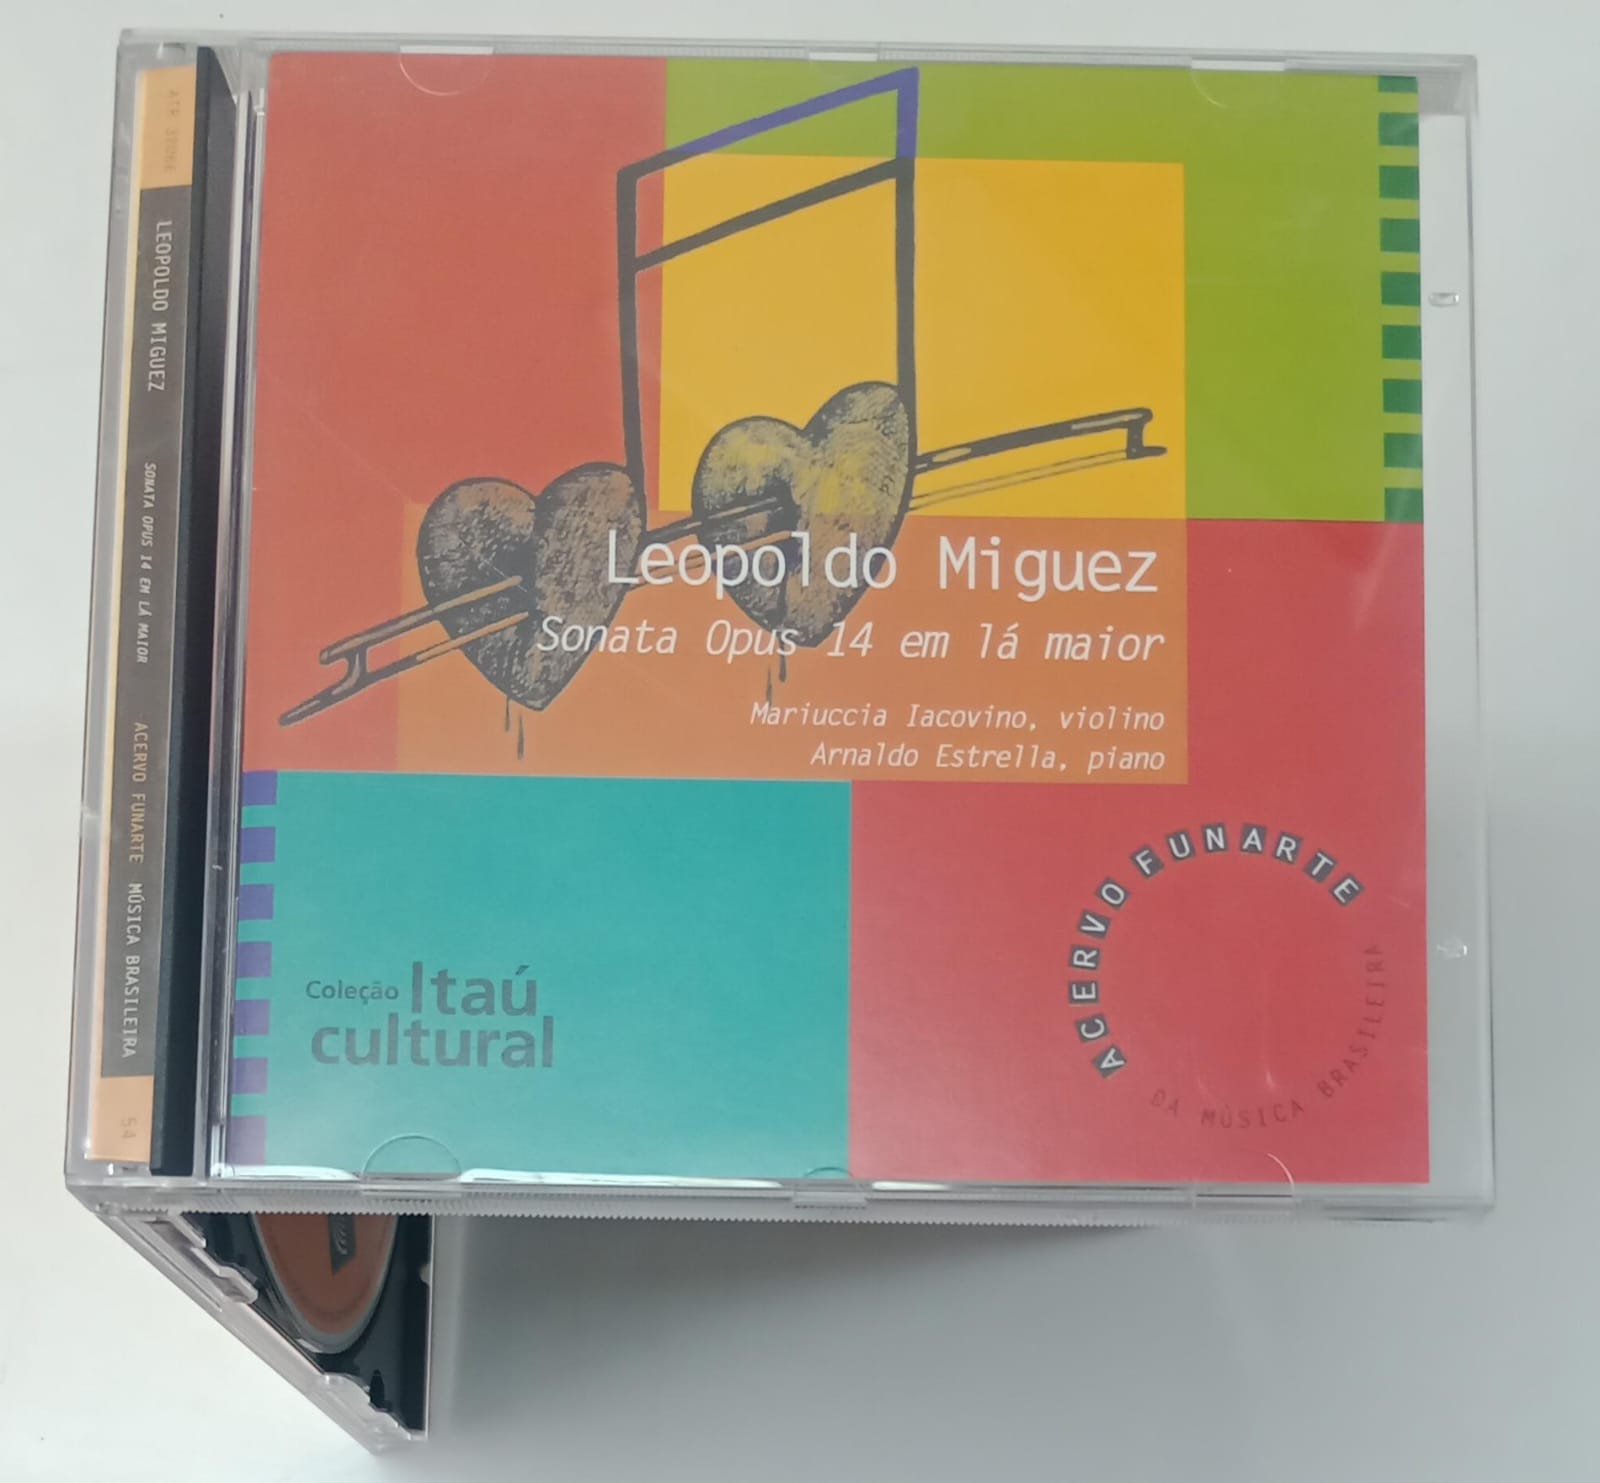 Leopoldo Miguez
Sonata Opus 14 em lá maior
Mariuccia Iacovino, violino
Arnaldo Estrella, piano
Coleção Itaú
cultural
ACERVO FUNARTE
DA MÚSICA BRASILEIRA
LEOPOLDO MIGUEZ SONATA OPUS 14 EM LÁ MAIOR ACERVO FUNARTE MÚSICA BRASILEIRA 54